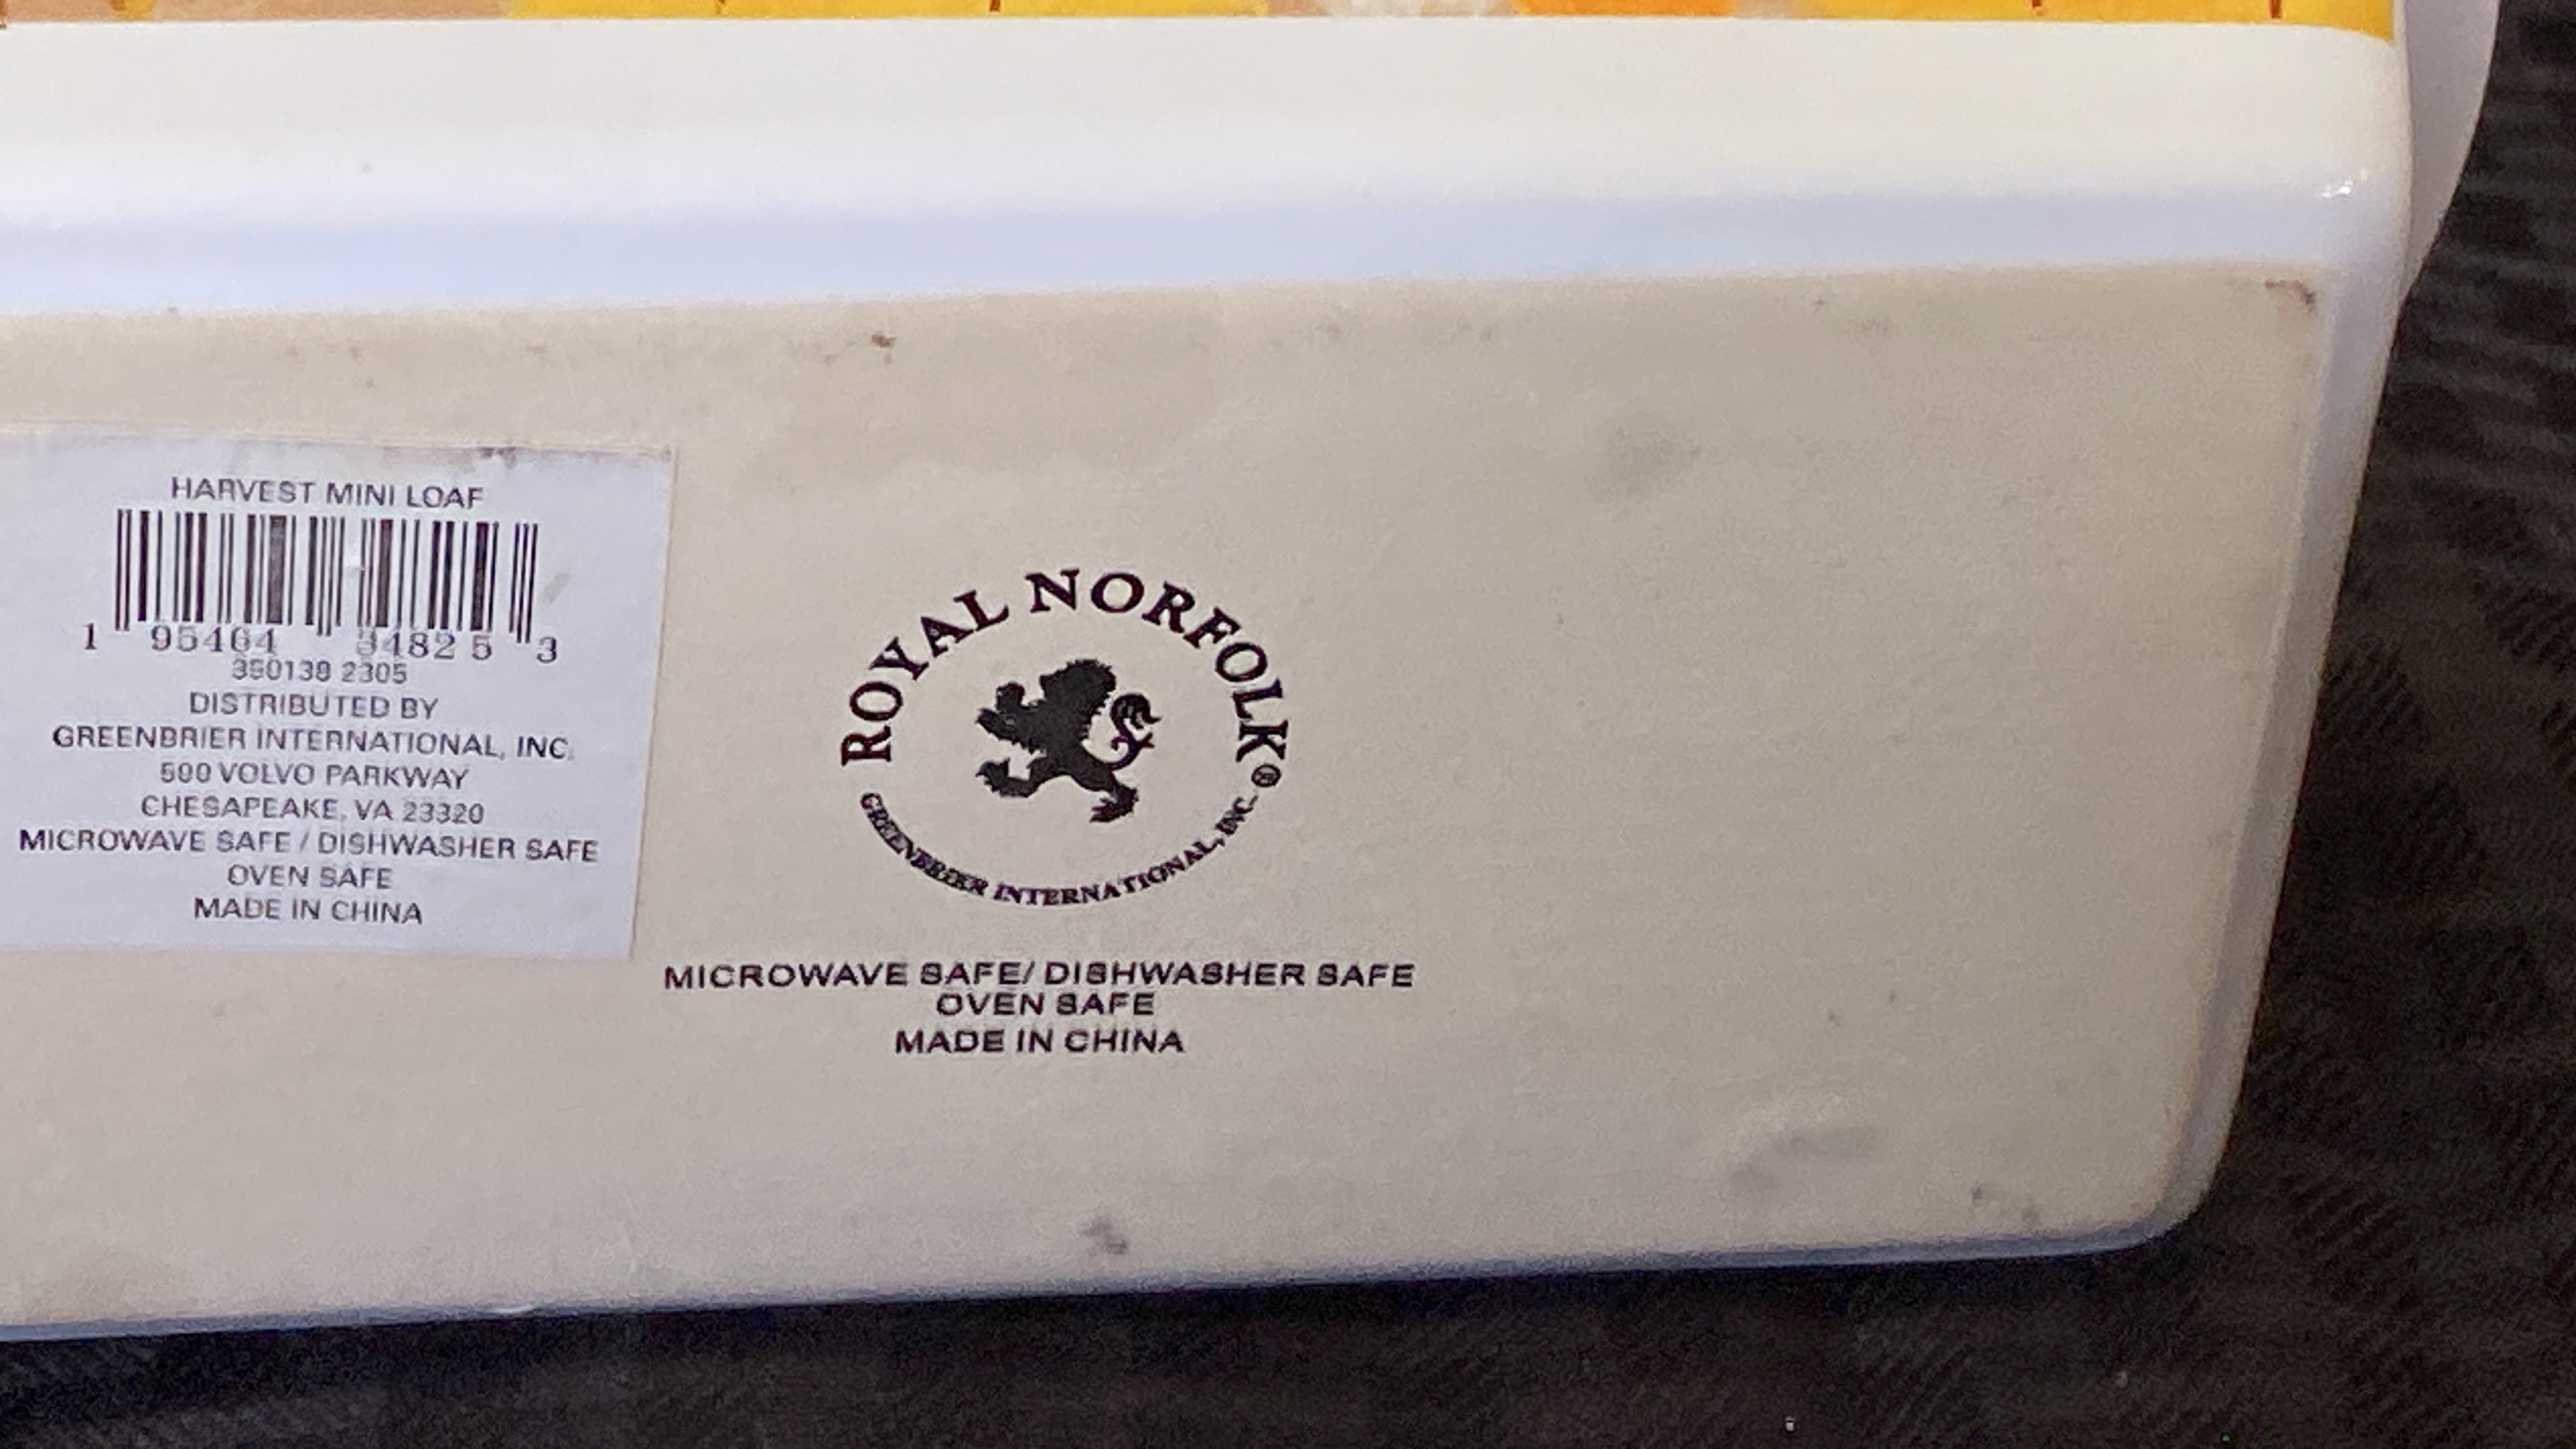 HARVEST MINI LOAF
1 95464 34825 3
350138 2305
DISTRIBUTED BY
GREENBRIER INTERNATIONAL, INC.
500 VOLVO PARKWAY
CHESAPEAKE, VA 23320
MICROWAVE SAFE / DISHWASHER SAFE
OVEN SAFE
MADE IN CHINA
ROYAL NORFOLK®
GREENBRIER INTERNATIONAL, INC.
MICROWAVE SAFE/ DISHWASHER SAFE
OVEN SAFE
MADE IN CHINA